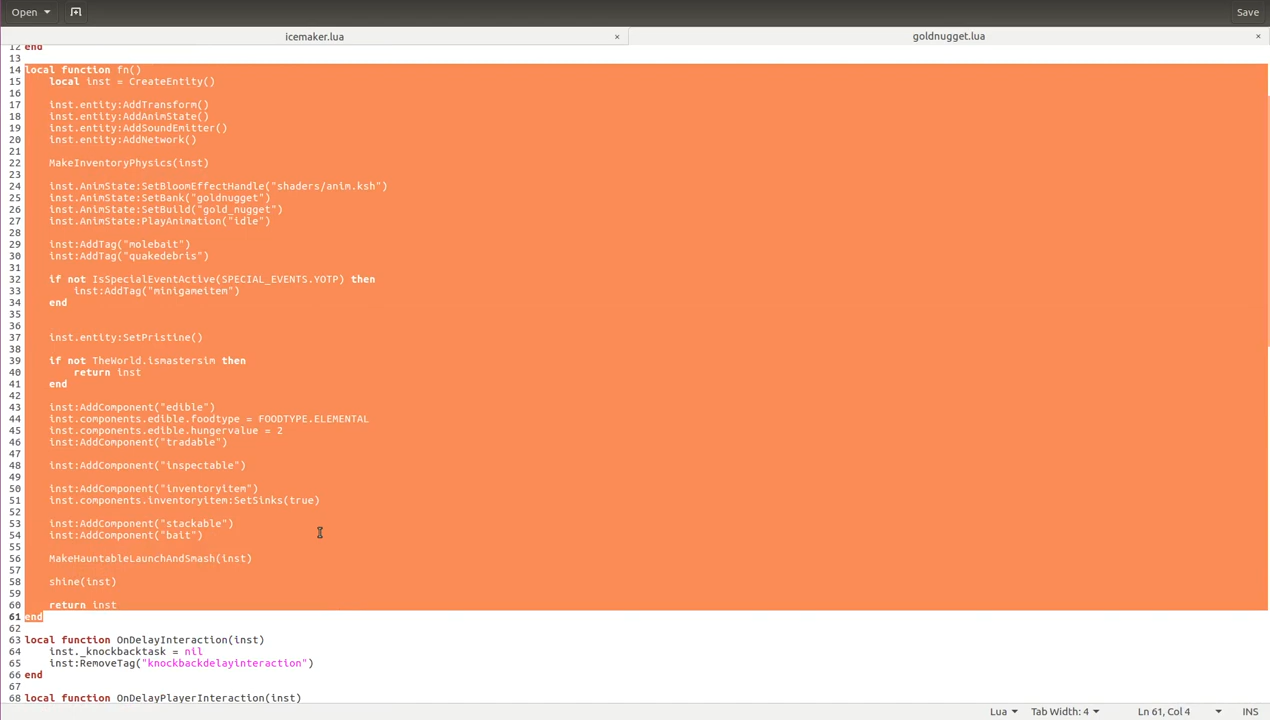 Open
Save
icemaker.lua ×
goldnugget.lua ×
12 end
13
14 local function fn()
15     local inst = CreateEntity()
16
17     inst.entity:AddTransform()
18     inst.entity:AddAnimState()
19     inst.entity:AddSoundEmitter()
20     inst.entity:AddNetwork()
21
22     MakeInventoryPhysics(inst)
23
24     inst.AnimState:SetBloomEffectHandle("shaders/anim.ksh")
25     inst.AnimState:SetBank("goldnugget")
26     inst.AnimState:SetBuild("gold_nugget")
27     inst.AnimState:PlayAnimation("idle")
28
29     inst:AddTag("molebait")
30     inst:AddTag("quakedebris")
31
32     if not IsSpecialEventActive(SPECIAL_EVENTS.YOTP) then
33         inst:AddTag("minigameitem")
34     end
35
36
37     inst.entity:SetPristine()
38
39     if not TheWorld.ismastersim then
40         return inst
41     end
42
43     inst:AddComponent("edible")
44     inst.components.edible.foodtype = FOODTYPE.ELEMENTAL
45     inst.components.edible.hungervalue = 2
46     inst:AddComponent("tradable")
47
48     inst:AddComponent("inspectable")
49
50     inst:AddComponent("inventoryitem")
51     inst.components.inventoryitem:SetSinks(true)
52
53     inst:AddComponent("stackable")
54     inst:AddComponent("bait")
55
56     MakeHauntableLaunchAndSmash(inst)
57
58     shine(inst)
59
60     return inst
61 end
62
63 local function OnDelayInteraction(inst)
64     inst._knockbacktask = nil
65     inst:RemoveTag("knockbackdelayinteraction")
66 end
67
68 local function OnDelayPlayerInteraction(inst)
Lua Tab Width: 4 Ln 61, Col 4 INS